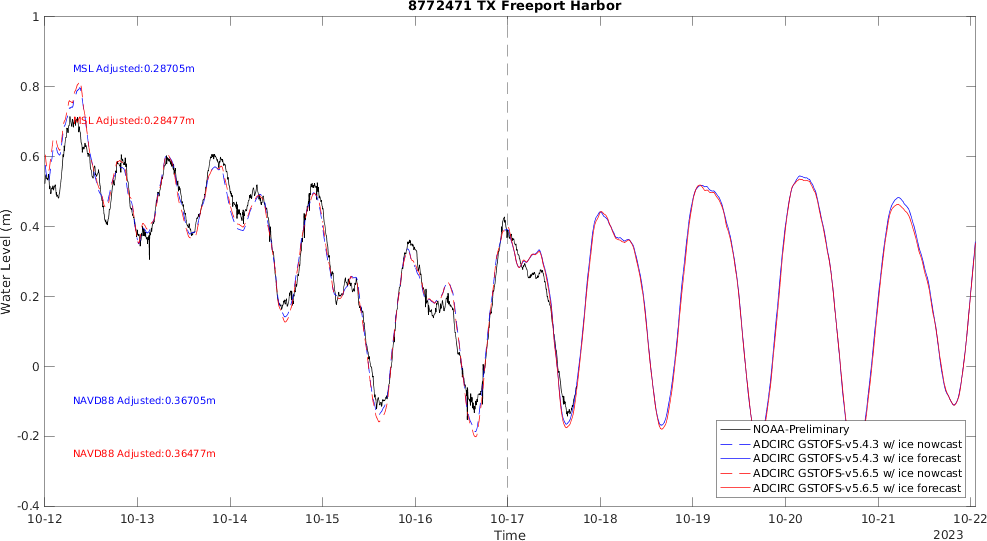 8772471 TX Freeport Harbor
1
0.8
0.6
0.4
0.2
0
-0.2
-0.4
Water Level (m)
MSL Adjusted:0.28705m
MSL Adjusted:0.28477m
NAVD88 Adjusted:0.36705m
NAVD88 Adjusted:0.36477m
NOAA-Preliminary
ADCIRC GSTOFS-v5.4.3 w/ ice nowcast
ADCIRC GSTOFS-v5.4.3 w/ ice forecast
ADCIRC GSTOFS-v5.6.5 w/ ice nowcast
ADCIRC GSTOFS-v5.6.5 w/ ice forecast
10-12 10-13 10-14 10-15 10-16 10-17 10-18 10-19 10-20 10-21 10-22
Time
2023